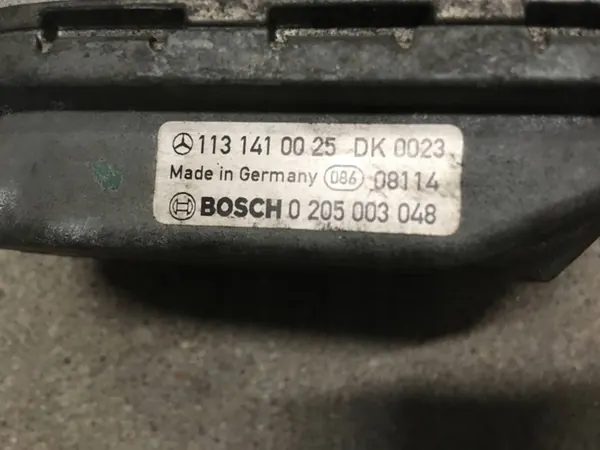 113 141 00 25 DK 0023
Made in Germany 086 08114
BOSCH 0 205 003 048